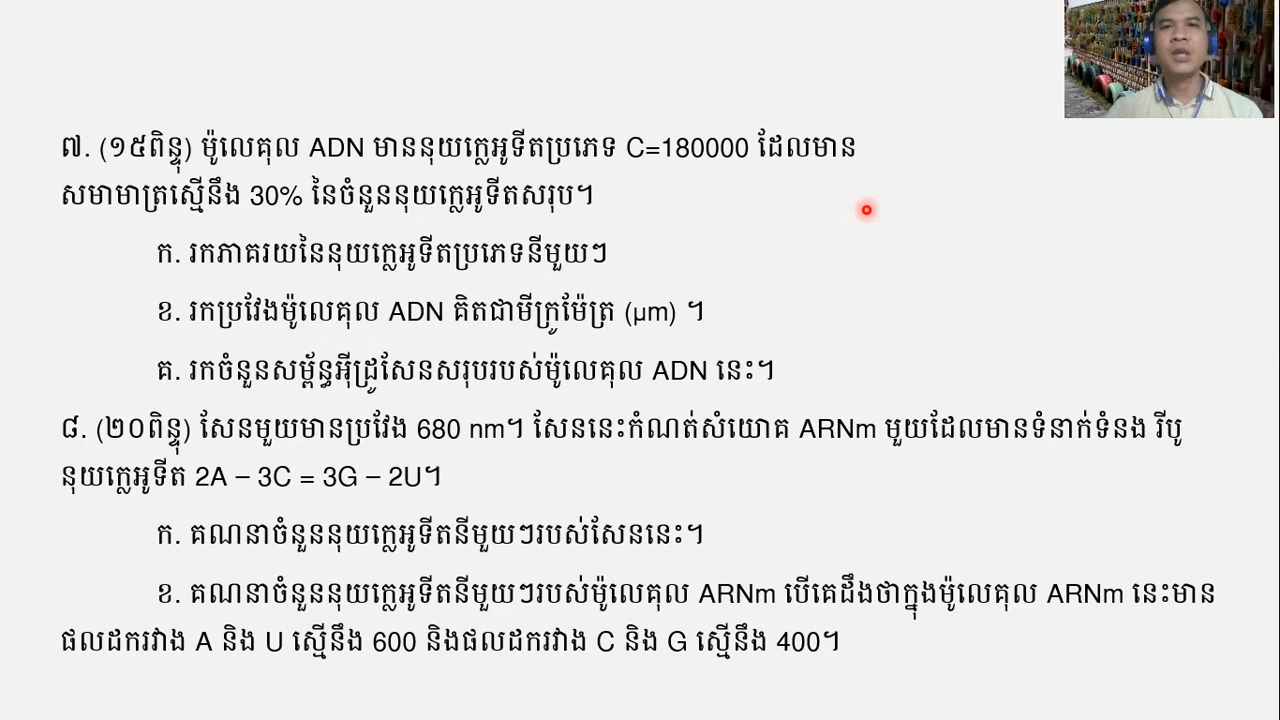 ៧. (១៥ពិន្ទុ) ម៉ូលេគុល ADN មាននុយក្លេអូទីតប្រភេទ C=180000 ដែលមាន
សមាមាត្រស្មើនឹង 30% នៃចំនួននុយក្លេអូទីតសរុប។
ក. រកភាគរយនៃនុយក្លេអូទីតប្រភេទនីមួយៗ
ខ. រកប្រវែងម៉ូលេគុល ADN គិតជាមីក្រូម៉ែត្រ (µm) ។
គ. រកចំនួនសម្ព័ន្ធអ៊ីដ្រូសែនសរុបរបស់ម៉ូលេគុល ADN នេះ។
៨. (២០ពិន្ទុ) សែនមួយមានប្រវែង 680 nm។ សែននេះកំណត់សំយោគ ARNm មួយដែលមានទំនាក់ទំនង រីបូ
នុយក្លេអូទីត 2A – 3C = 3G – 2U។
ក. គណនាចំនួននុយក្លេអូទីតនីមួយៗរបស់សែននេះ។
ខ. គណនាចំនួននុយក្លេអូទីតនីមួយៗរបស់ម៉ូលេគុល ARNm បើគេដឹងថាក្នុងម៉ូលេគុល ARNm នេះមាន
ផលដករវាង A និង U ស្មើនឹង 600 និងផលដករវាង C និង G ស្មើនឹង 400។